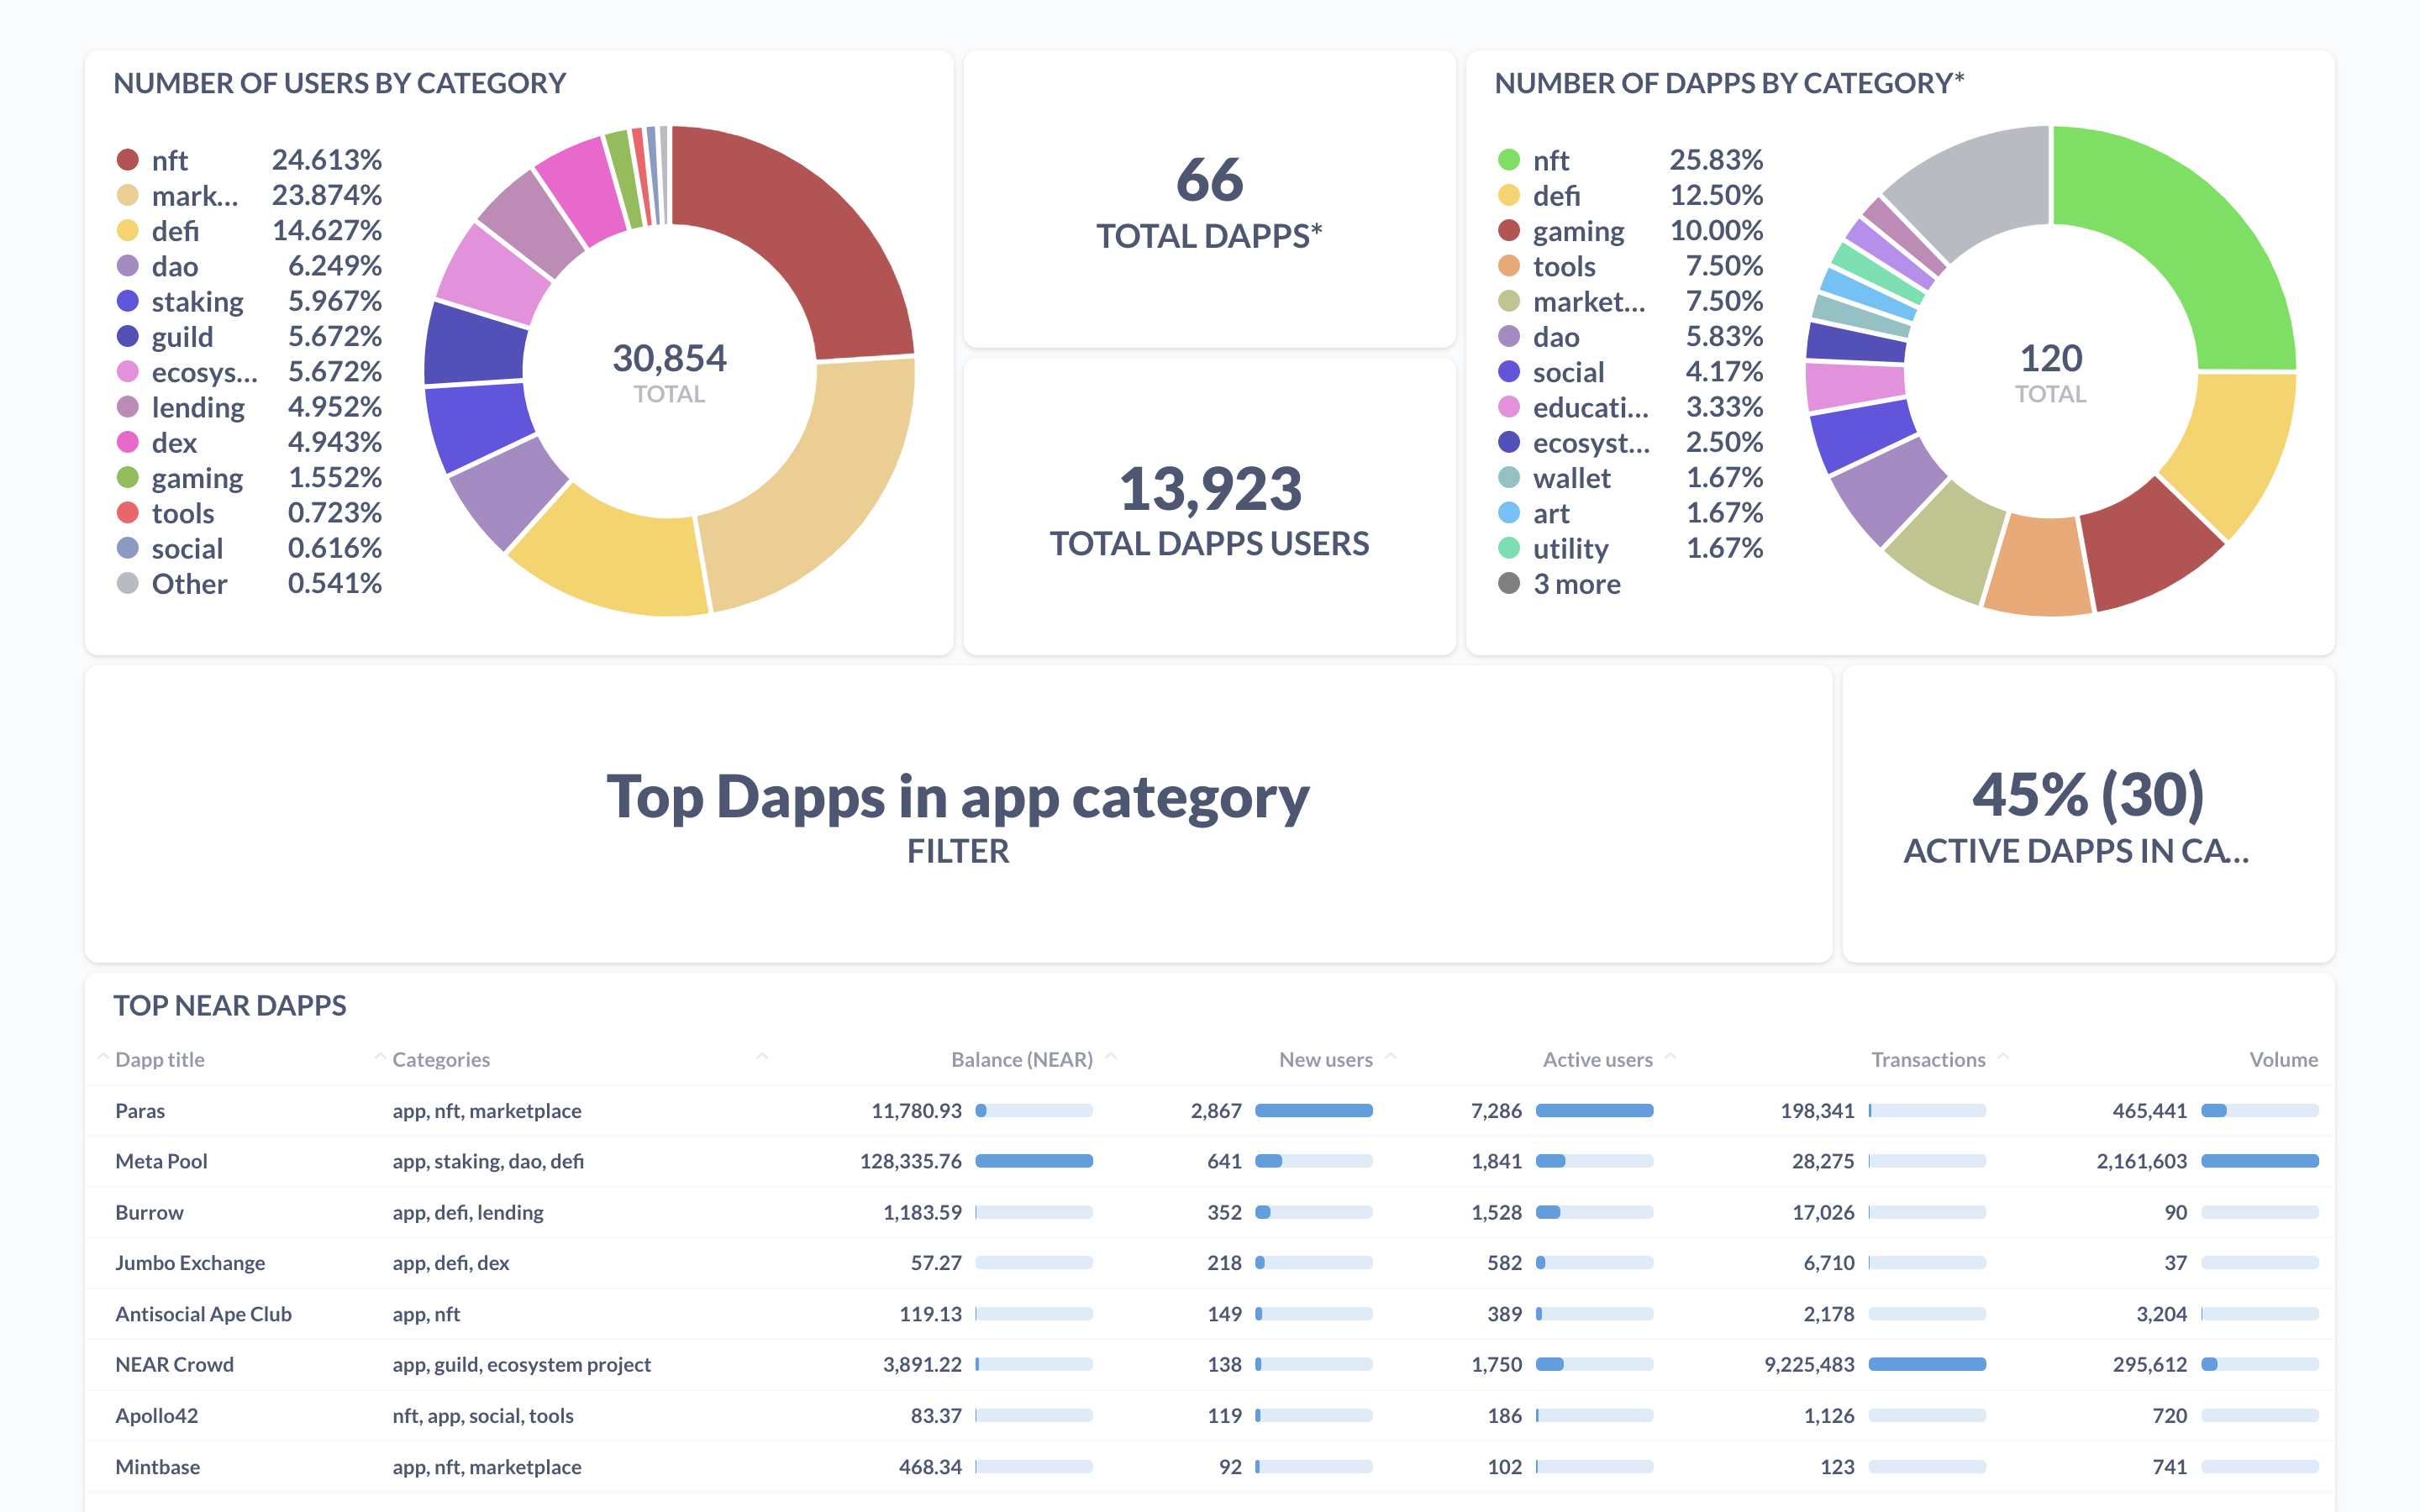 NUMBER OF USERS BY CATEGORY
nft 24.613%
mark... 23.874%
defi 14.627%
dao 6.249%
staking 5.967%
guild 5.672%
ecosys... 5.672%
lending 4.952%
dex 4.943%
gaming 1.552%
tools 0.723%
social 0.616%
Other 0.541%
30,854
TOTAL
66
TOTAL DAPPS*
13,923
TOTAL DAPPS USERS
NUMBER OF DAPPS BY CATEGORY*
nft 25.83%
defi 12.50%
gaming 10.00%
tools 7.50%
market... 7.50%
dao 5.83%
social 4.17%
educati... 3.33%
ecosyst... 2.50%
wallet 1.67%
art 1.67%
utility 1.67%
3 more
120
TOTAL
Top Dapps in app category
FILTER
45% (30)
ACTIVE DAPPS IN CA...
TOP NEAR DAPPS
Dapp title Categories Balance (NEAR) New users Active users Transactions Volume
Paras app, nft, marketplace 11,780.93 2,867 7,286 198,341 465,441
Meta Pool app, staking, dao, defi 128,335.76 641 1,841 28,275 2,161,603
Burrow app, defi, lending 1,183.59 352 1,528 17,026 90
Jumbo Exchange app, defi, dex 57.27 218 582 6,710 37
Antisocial Ape Club app, nft 119.13 149 389 2,178 3,204
NEAR Crowd app, guild, ecosystem project 3,891.22 138 1,750 9,225,483 295,612
Apollo42 nft, app, social, tools 83.37 119 186 1,126 720
Mintbase app, nft, marketplace 468.34 92 102 123 741